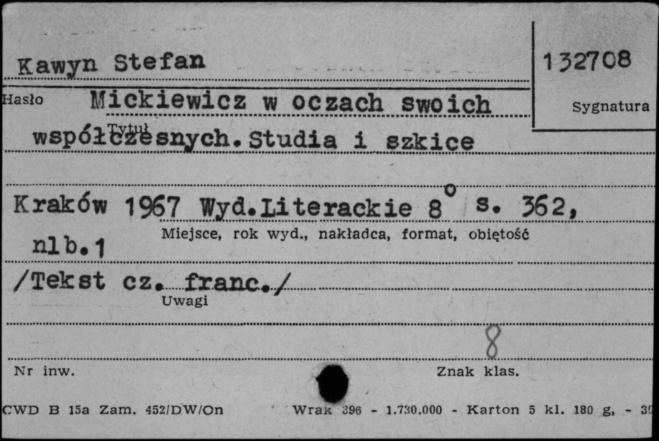 Kawyn Stefan
132708
Hasło
Mickiewicz w oczach swoich
Sygnatura
Tytuł
współczesnych. Studia i szkice
Kraków 1967 Wyd.Literackie 8° s. 362,
Miejsce, rok wyd., nakładca, format, objętość
nlb.1
/Tekst cz. franc./
Uwagi
8
Nr inw.
Znak klas.
CWD B 15a Zam. 452/DW/On Wrak 396 - 1.730.000 - Karton 5 kl. 180 g, - 30